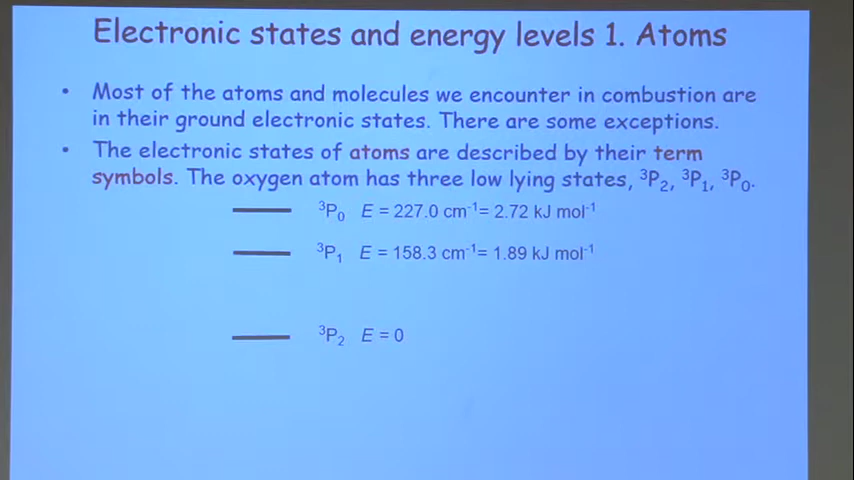 Electronic states and energy levels 1. Atoms
• Most of the atoms and molecules we encounter in combustion are
in their ground electronic states. There are some exceptions.
• The electronic states of atoms are described by their term
symbols. The oxygen atom has three low lying states, ³P₂, ³P₁, ³P₀.
³P₀ E = 227.0 cm⁻¹= 2.72 kJ mol⁻¹
³P₁ E = 158.3 cm⁻¹= 1.89 kJ mol⁻¹
³P₂ E = 0